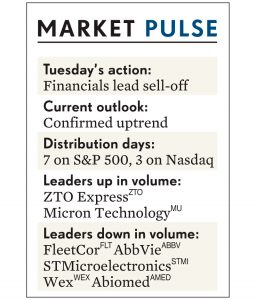 MARKET PULSE
Tuesday's action:
Financials lead sell-off
Current outlook:
Confirmed uptrend
Distribution days:
7 on S&P 500, 3 on Nasdaq
Leaders up in volume:
ZTO Express ZTO
Micron Technology MU
Leaders down in volume:
FleetCor FLT AbbVie ABBV
STMicroelectronics STMI
Wex WEX Abiomed AMED